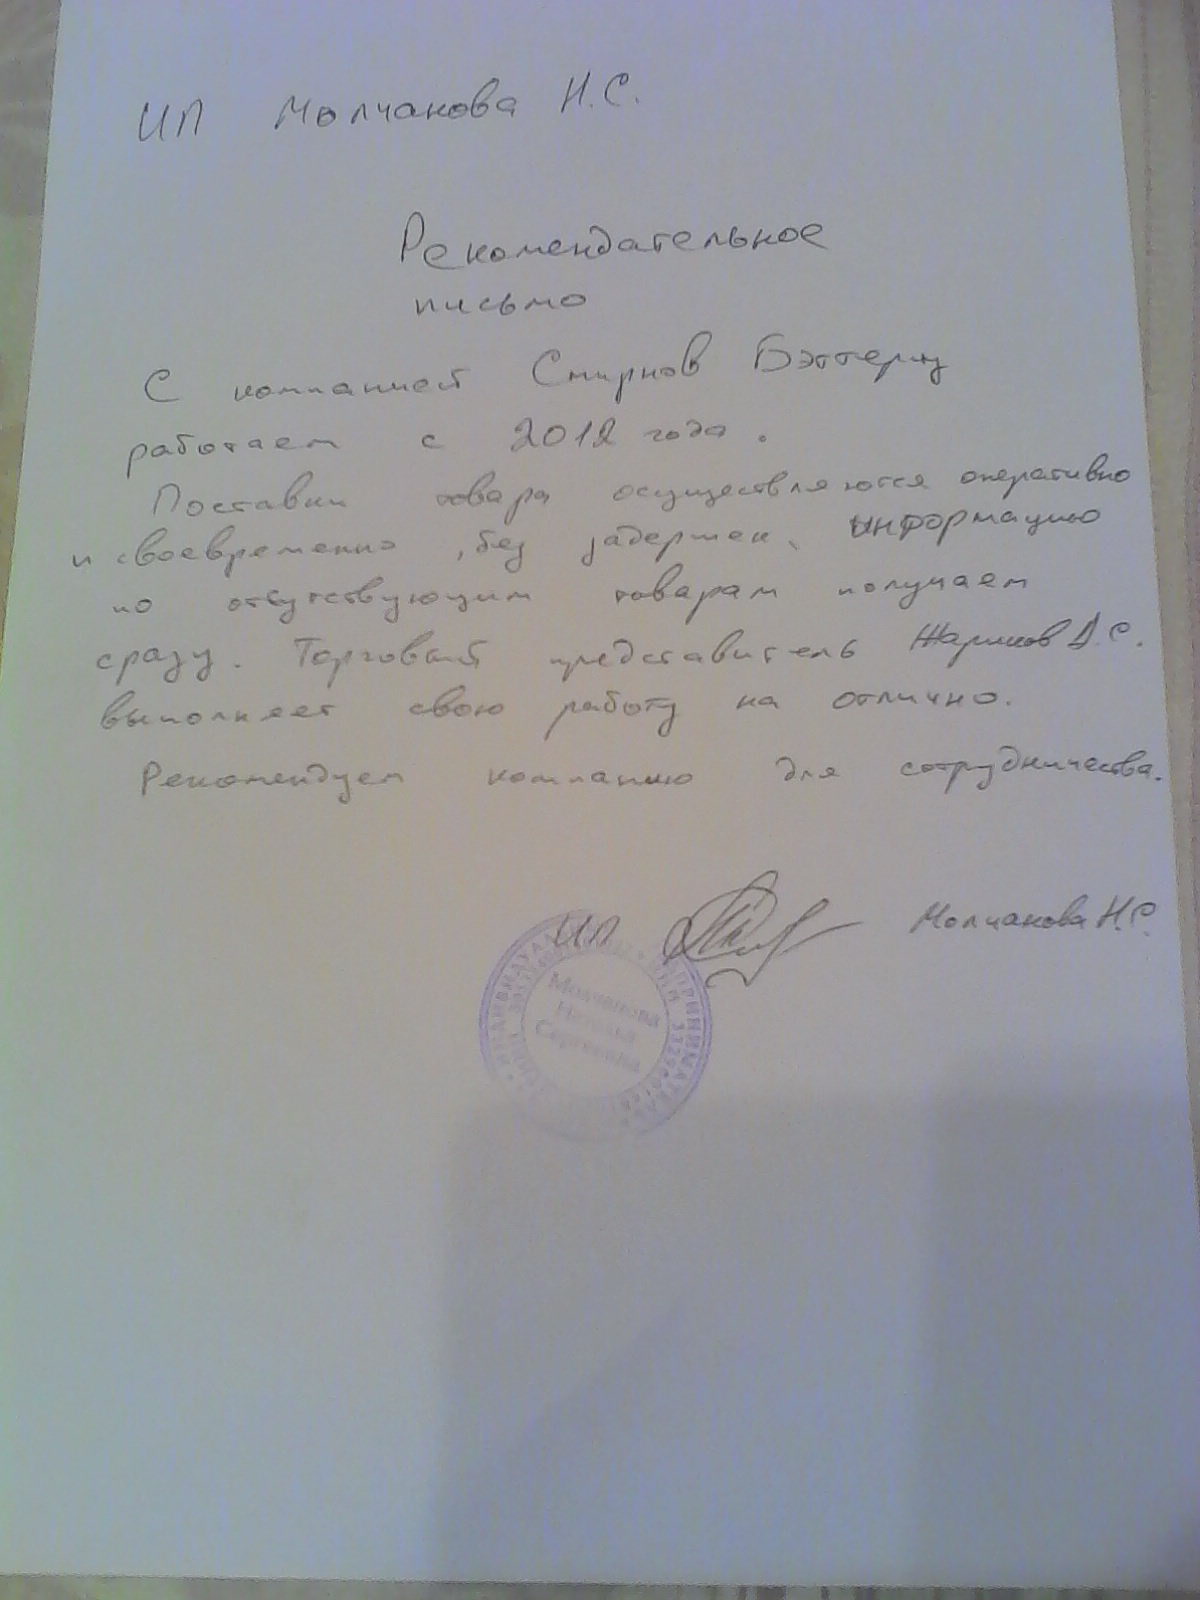 ИП Молчанова Н.С.
Рекомендательное
письмо
С компанией Смирнов Бэттериз
работаем с 2012 года.
Поставки товара осуществляются оперативно
и своевременно, без задержек, информацию
по отсутствующим товарам получаем
сразу. Торговый представитель Жариков Д.С.
выполняет свою работу на отлично.
Рекомендуем компанию для сотрудничества.
ИП Молчанова Н.С.
Молчанова
Наталья
Сергеевна